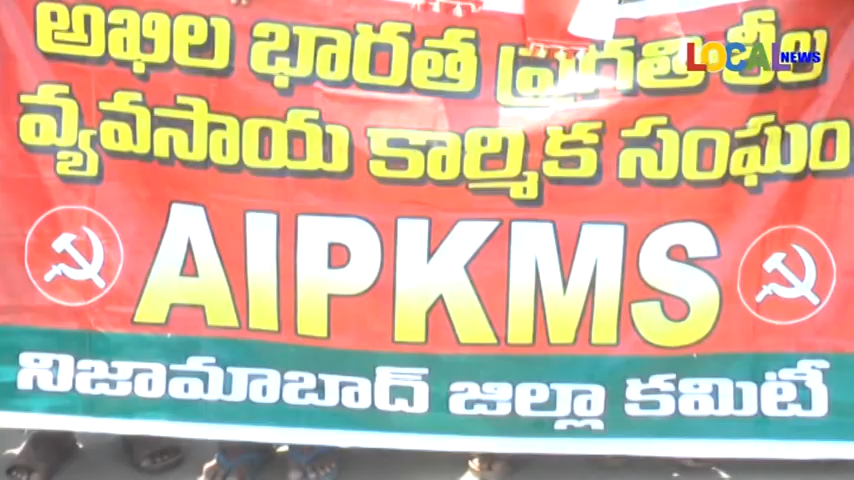 అఖిల భారత ప్రగతిశీల
LOCAL NEWS
వ్యవసాయ కార్మిక సంఘం
AIPKMS
నిజామాబాద్ జిల్లా కమిటీ